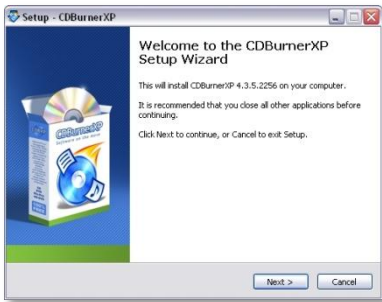 Setup - CDBurnerXP
Welcome to the CDBurnerXP
Setup Wizard
This will install CDBurnerXP 4.3.5.2256 on your computer.
It is recommended that you close all other applications before
continuing.
Click Next to continue, or Cancel to exit Setup.
CDBurnerXP
Next >
Cancel